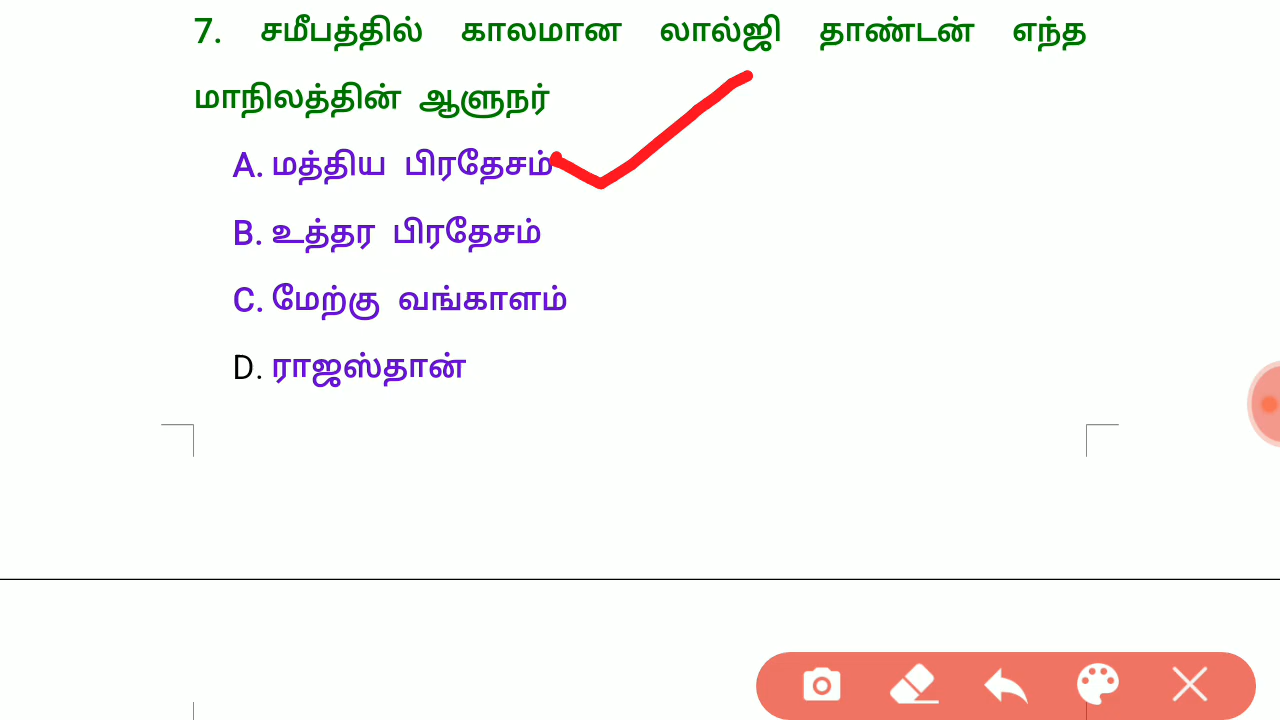 7. சமீபத்தில் காலமான லால்ஜி தாண்டன் எந்த
மாநிலத்தின் ஆளுநர்
A. மத்திய பிரதேசம்
B. உத்தர பிரதேசம்
C. மேற்கு வங்காளம்
D. ராஜஸ்தான்